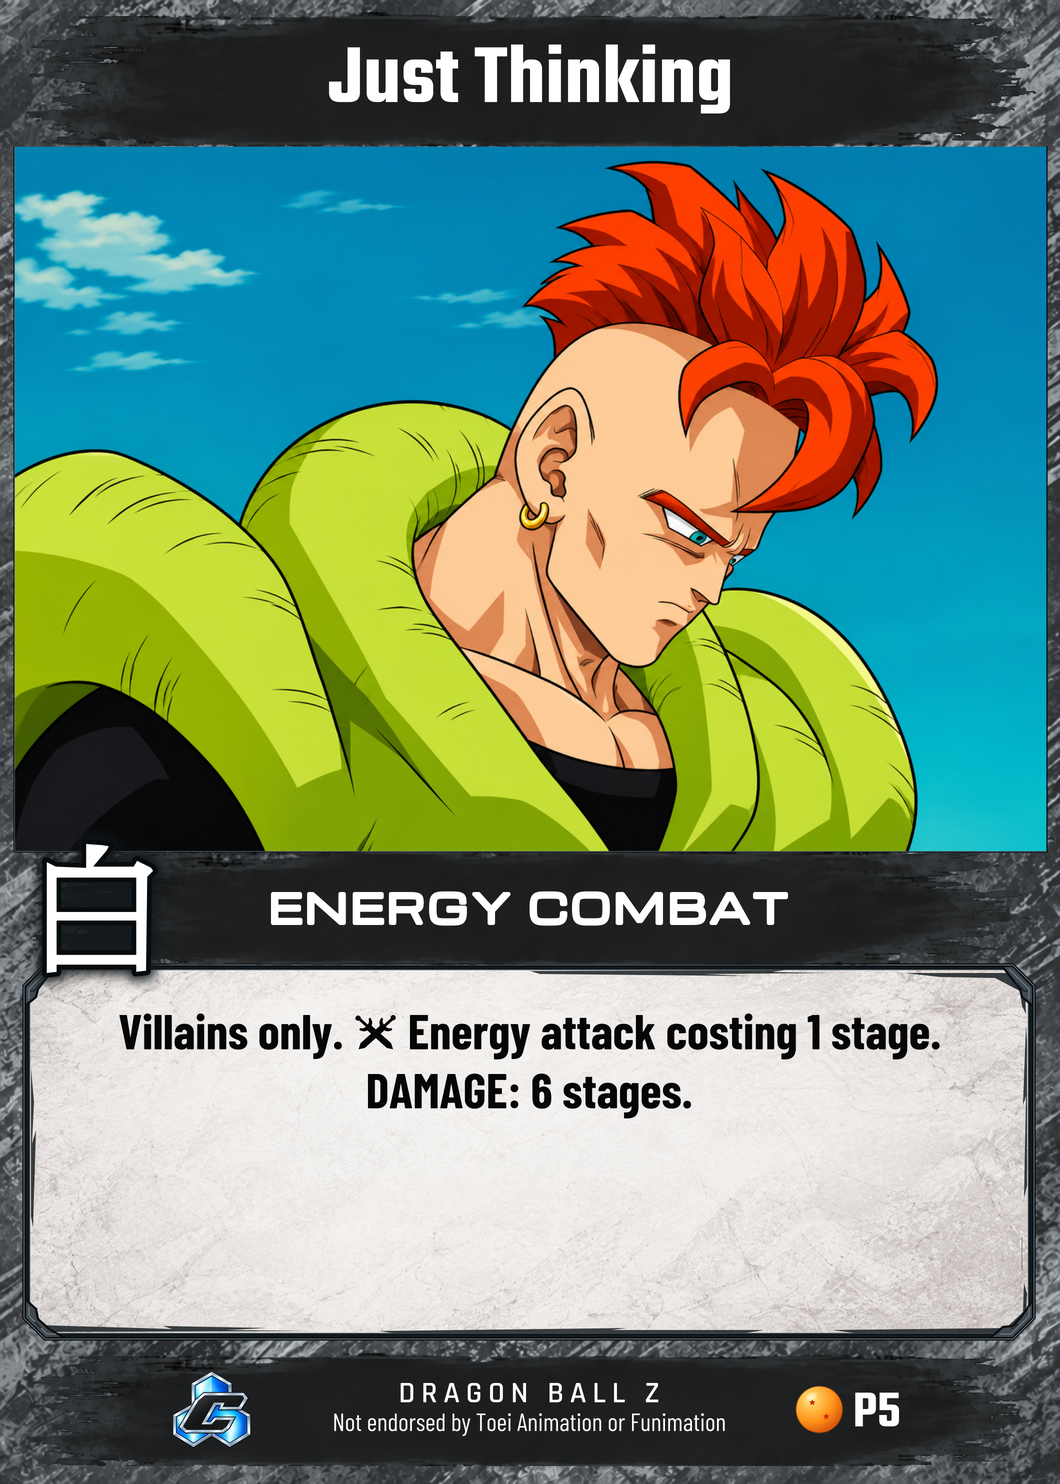 Just Thinking
白
ENERGY COMBAT
Villains only. Energy attack costing 1 stage.
DAMAGE: 6 stages.
DRAGON BALL Z
Not endorsed by Toei Animation or Funimation
G
P5